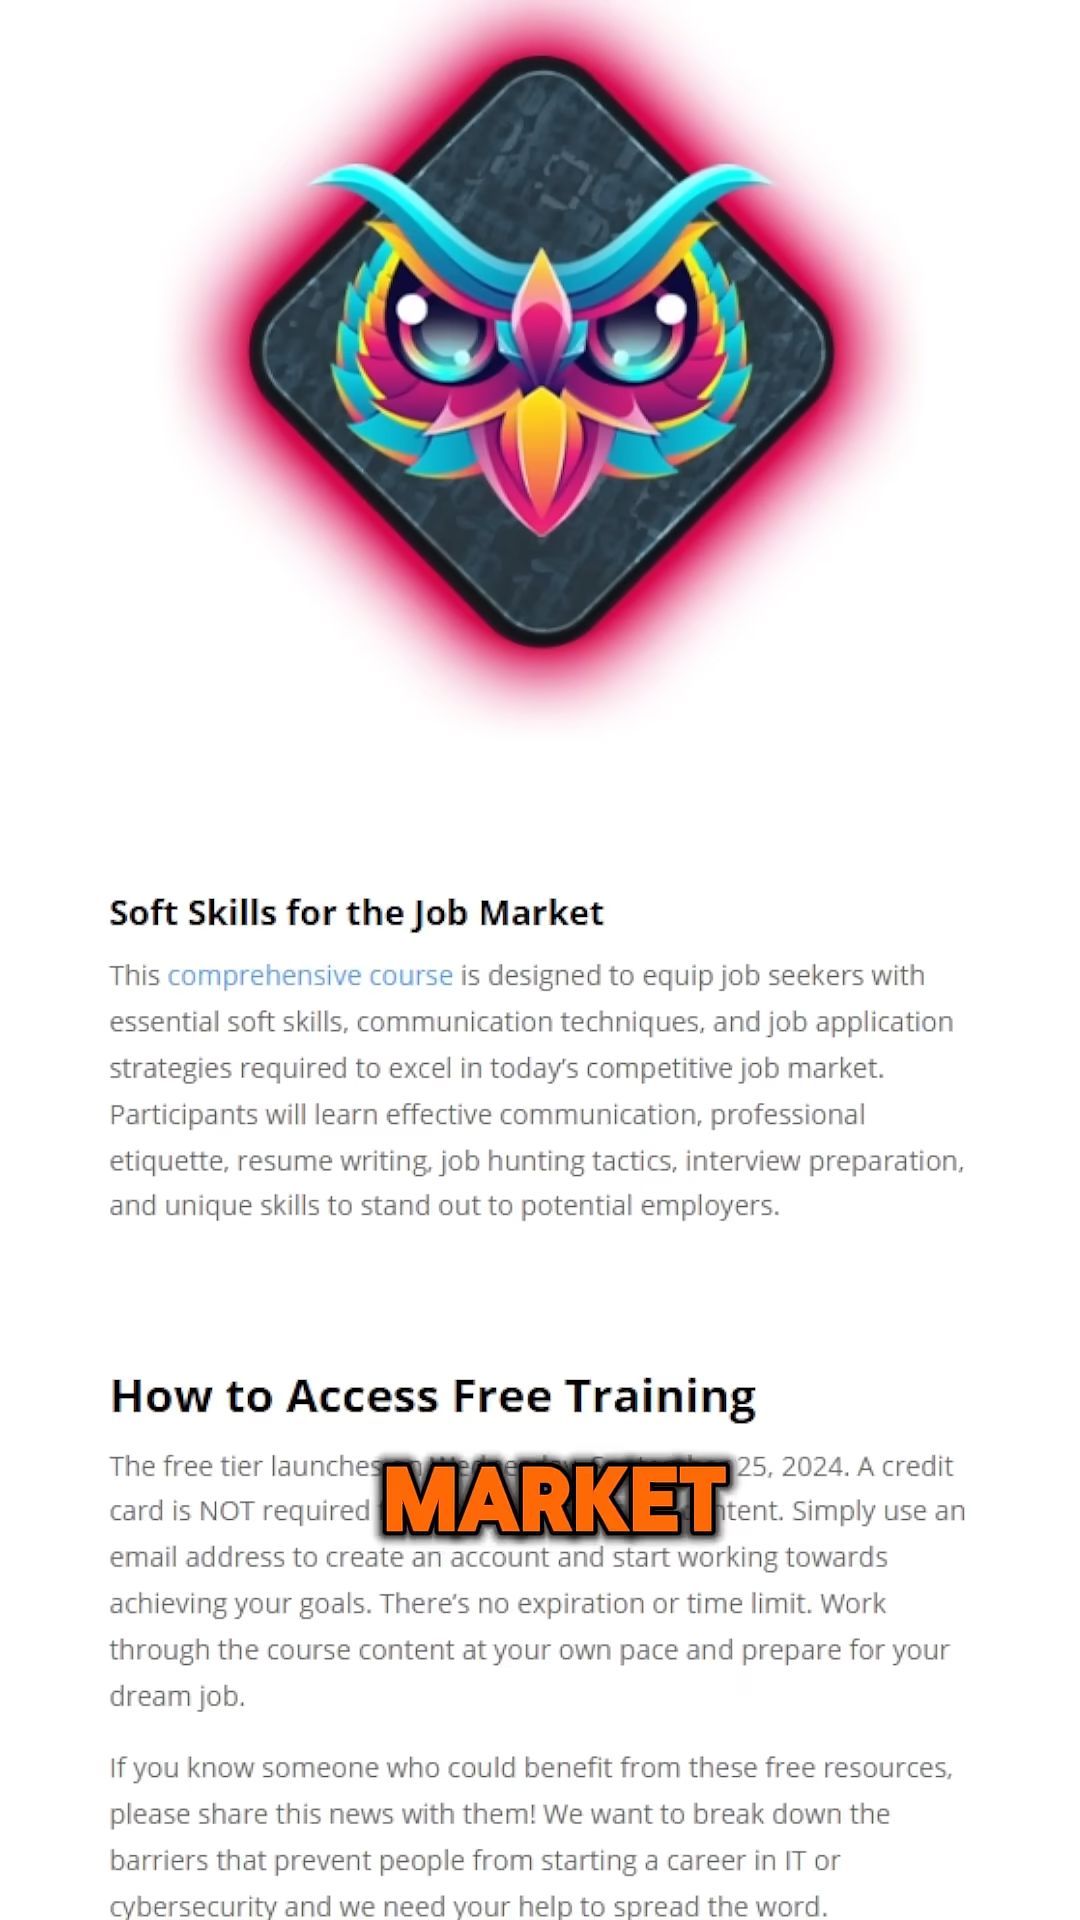 Soft Skills for the Job Market
This comprehensive course is designed to equip job seekers with
essential soft skills, communication techniques, and job application
strategies required to excel in today’s competitive job market.
Participants will learn effective communication, professional
etiquette, resume writing, job hunting tactics, interview preparation,
and unique skills to stand out to potential employers.
How to Access Free Training
The free tier launches 25, 2024. A credit
card is NOT required Simply use an
MARKET
email address to create an account and start working towards
achieving your goals. There’s no expiration or time limit. Work
through the course content at your own pace and prepare for your
dream job.
If you know someone who could benefit from these free resources,
please share this news with them! We want to break down the
barriers that prevent people from starting a career in IT or
cybersecurity and we need your help to spread the word.